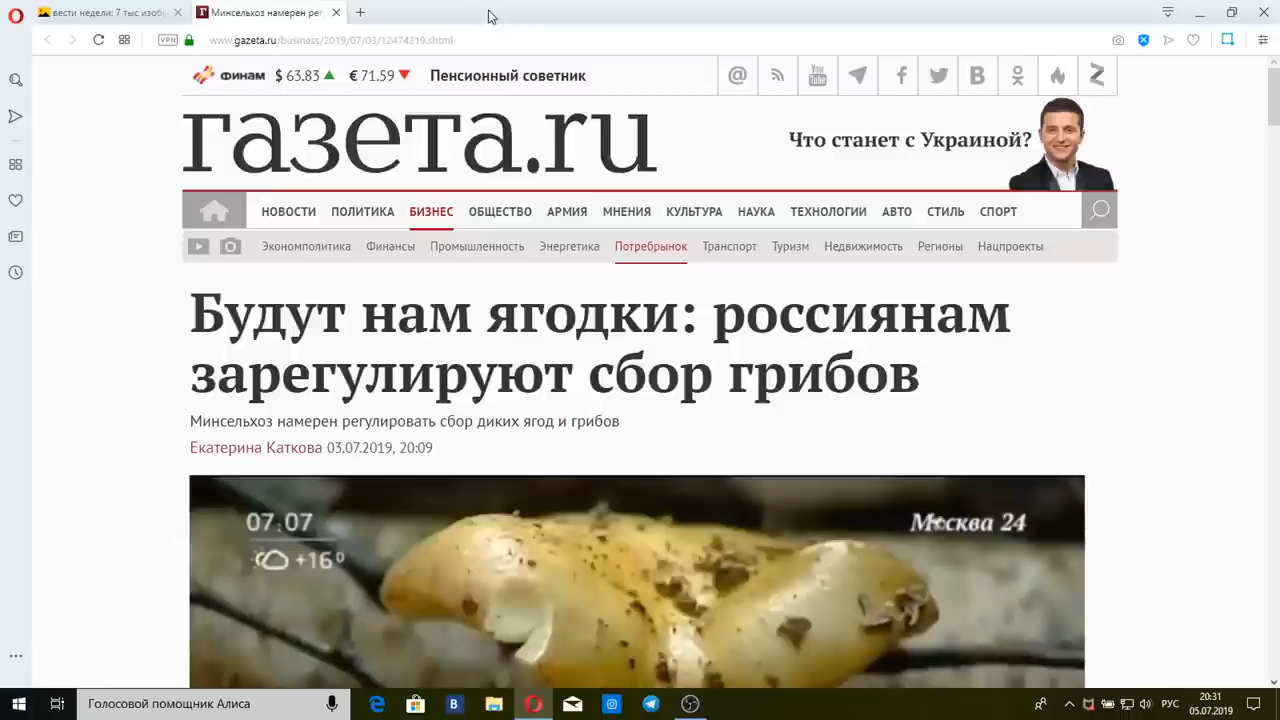 вести недели: 7 тыс изобр
Минсельхоз намерен рег
VPN
www.gazeta.ru/business/2019/07/03/12474319.shtml
ФИНАМ $ 63.83 € 71.59 Пенсионный советник
You Tube
газета.ru
Что станет с Украиной?
НОВОСТИ ПОЛИТИКА БИЗНЕС ОБЩЕСТВО АРМИЯ МНЕНИЯ КУЛЬТУРА НАУКА ТЕХНОЛОГИИ АВТО СТИЛЬ СПОРТ
Экономполитика Финансы Промышленность Энергетика Потребрынок Транспорт Туризм Недвижимость Регионы Нацпроекты
Будут нам ягодки: россиянам
зарегулируют сбор грибов
Минсельхоз намерен регулировать сбор диких ягод и грибов
Екатерина Каткова 03.07.2019, 20:09
07:07
Москва 24
+16°
Голосовой помощник Алиса
РУС
20:31
05.07.2019